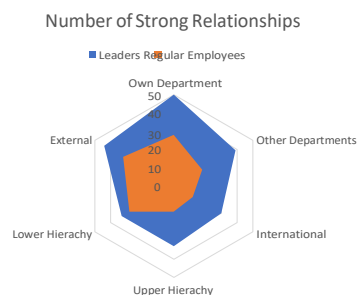 Number of Strong Relationships
Leaders Regular Employees
Own Department
50
40
30
20
10
0
External
Other Departments
Lower Hierachy
International
Upper Hierachy